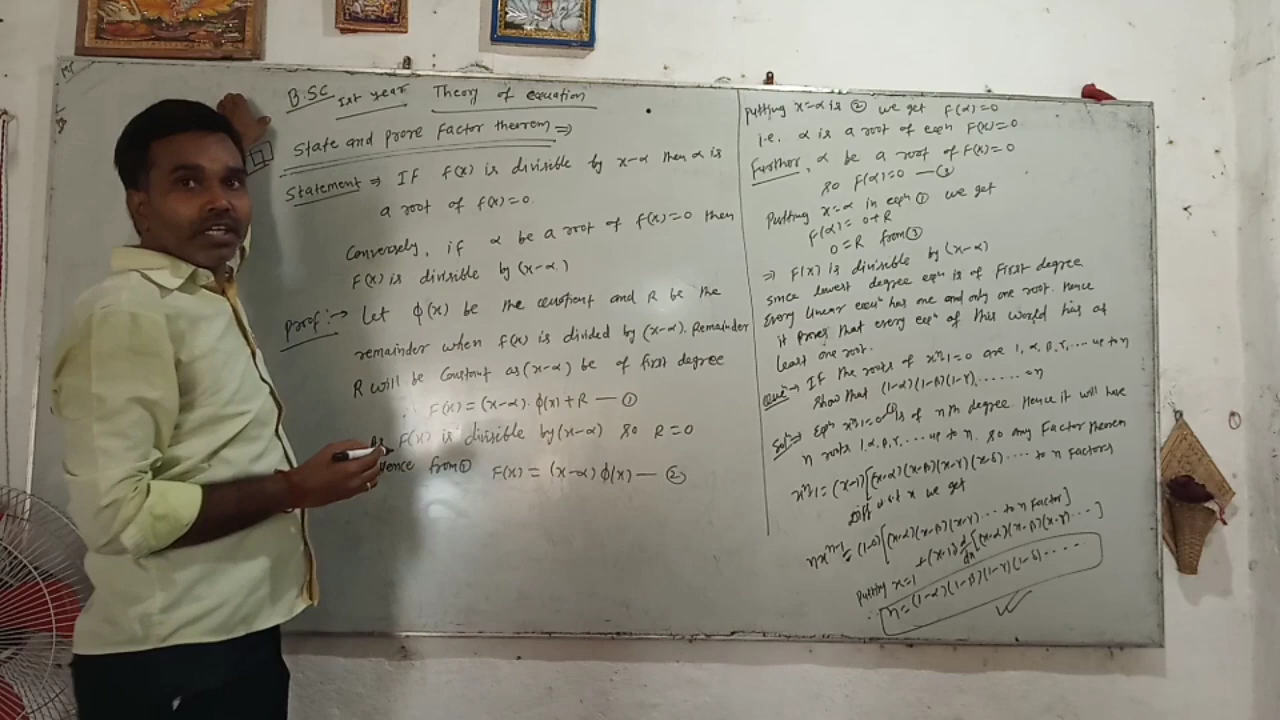 B.SC Ist year Theory of equation
State and prove Factor theorem ⇒
Statement ⇒ IF f(x) is divisible by x-α then α is
a root of f(x)=0.
Conversely, if α be a root of F(x)=0 then
F(x) is divisible by (x-α)
Proof:→ Let ϕ(x) be the quotient and R be the
remainder when f(x) is divided by (x-α). Remainder
R will be constant as (x-α) be of first degree
∴ F(x)=(x-α).ϕ(x)+R — ①
F(x) is divisible by (x-α) so R=0
Hence from ① F(x) = (x-α) ϕ(x) — ②
Putting x=α in ② we get F(α)=0
i.e. α is a root of eqn F(x)=0
Further, α be a root of F(x)=0
so F(α)=0 — ③
Putting x=α in eqn ① we get
F(α)= 0+R
0=R from ③
⇒ F(x) is divisible by (x-α)
Since lowest degree eqn is of First degree
Every linear eqn has one and only one root. Hence
it proves that every eqn of this world has at
least one root.
Que:→ If the roots of xⁿ-1=0 are 1, α, β, γ, .... up to n
Show that (1-α)(1-β)(1-γ)....... =n
Solⁿ:→ Eqn xⁿ-1=0 is of nth degree. Hence it will have
n roots 1,α,β,γ,... up to n. so any Factor theorem
xⁿ-1=(x-1)[(x-α)(x-β)(x-γ)(x-δ).... to n factors
Diff w.r.t x we get
nxⁿ⁻¹= (1-0)[(x-α)(x-β)(x-γ)... to n Factor]
+(x-1) d/dx[(x-α)(x-β)(x-γ)....]
Putting x=1
∴ n=(1-α)(1-β)(1-γ)(1-δ).....